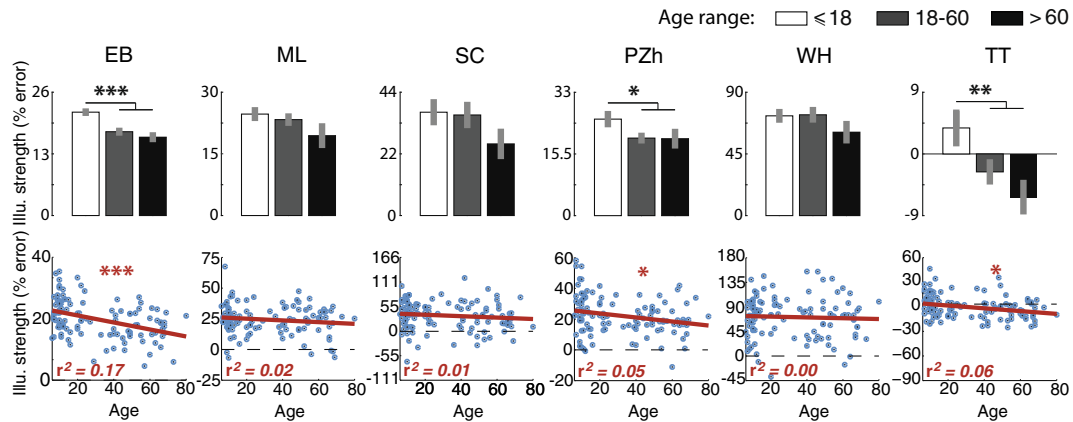 Age range: ⩽18 18-60 >60
EB ML SC PZh WH TT
Illu. strength (% error)
26 13 0
***
30 15 0
44 22 0
33 15.5 0
*
90 45 0
9 0 -9
**
Illu. strength (% error)
40 20 0
***
r² = 0.17
20 40 60 80
Age
75 50 25 0 -25
r² = 0.02
20 40 60 80
Age
166 111 55 0 -55 -111
r² = 0.01
20 40 60 80
Age
60 40 20 0 -20
*
r² = 0.05
20 40 60 80
Age
180 135 90 45 0 -45
r² = 0.00
20 40 60 80
Age
60 30 0 -30 -60 -90
*
r² = 0.06
20 40 60 80
Age